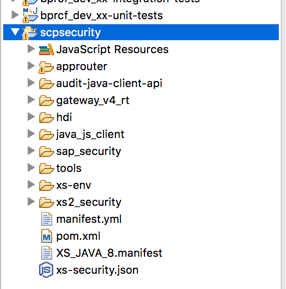 bprcf_dev_xx-integration-tests
bprcf_dev_xx-unit-tests
scpsecurity
JavaScript Resources
approuter
audit-java-client-api
gateway_v4_rt
hdi
java_js_client
sap_security
tools
xs-env
xs2_security
manifest.yml
pom.xml
XS_JAVA_8.manifest
xs-security.json